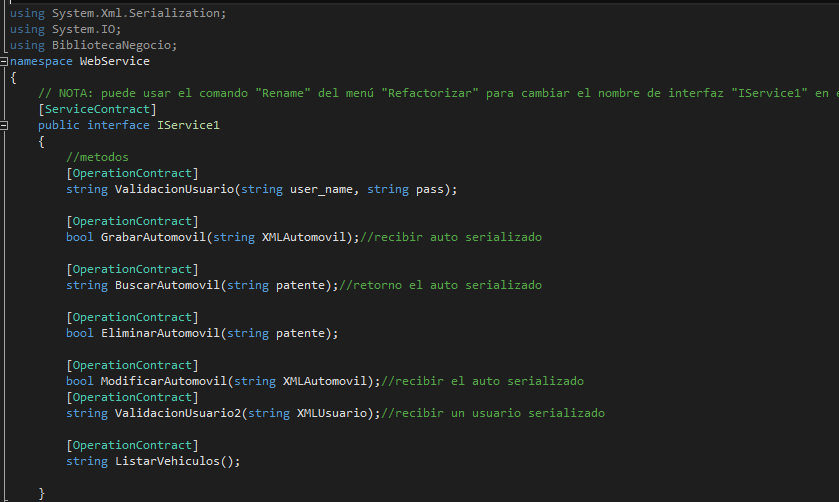 using System.Xml.Serialization;
using System.IO;
using BibliotecaNegocio;
namespace WebService
{
// NOTA: puede usar el comando "Rename" del menú "Refactorizar" para cambiar el nombre de interfaz "IService1" en
[ServiceContract]
public interface IService1
{
//metodos
[OperationContract]
string ValidacionUsuario(string user_name, string pass);
[OperationContract]
bool GrabarAutomovil(string XMLAutomovil);//recibir auto serializado
[OperationContract]
string BuscarAutomovil(string patente);//retorno el auto serializado
[OperationContract]
bool EliminarAutomovil(string patente);
[OperationContract]
bool ModificarAutomovil(string XMLAutomovil);//recibir el auto serializado
[OperationContract]
string ValidacionUsuario2(string XMLUsuario);//recibir un usuario serializado
[OperationContract]
string ListarVehiculos();
}